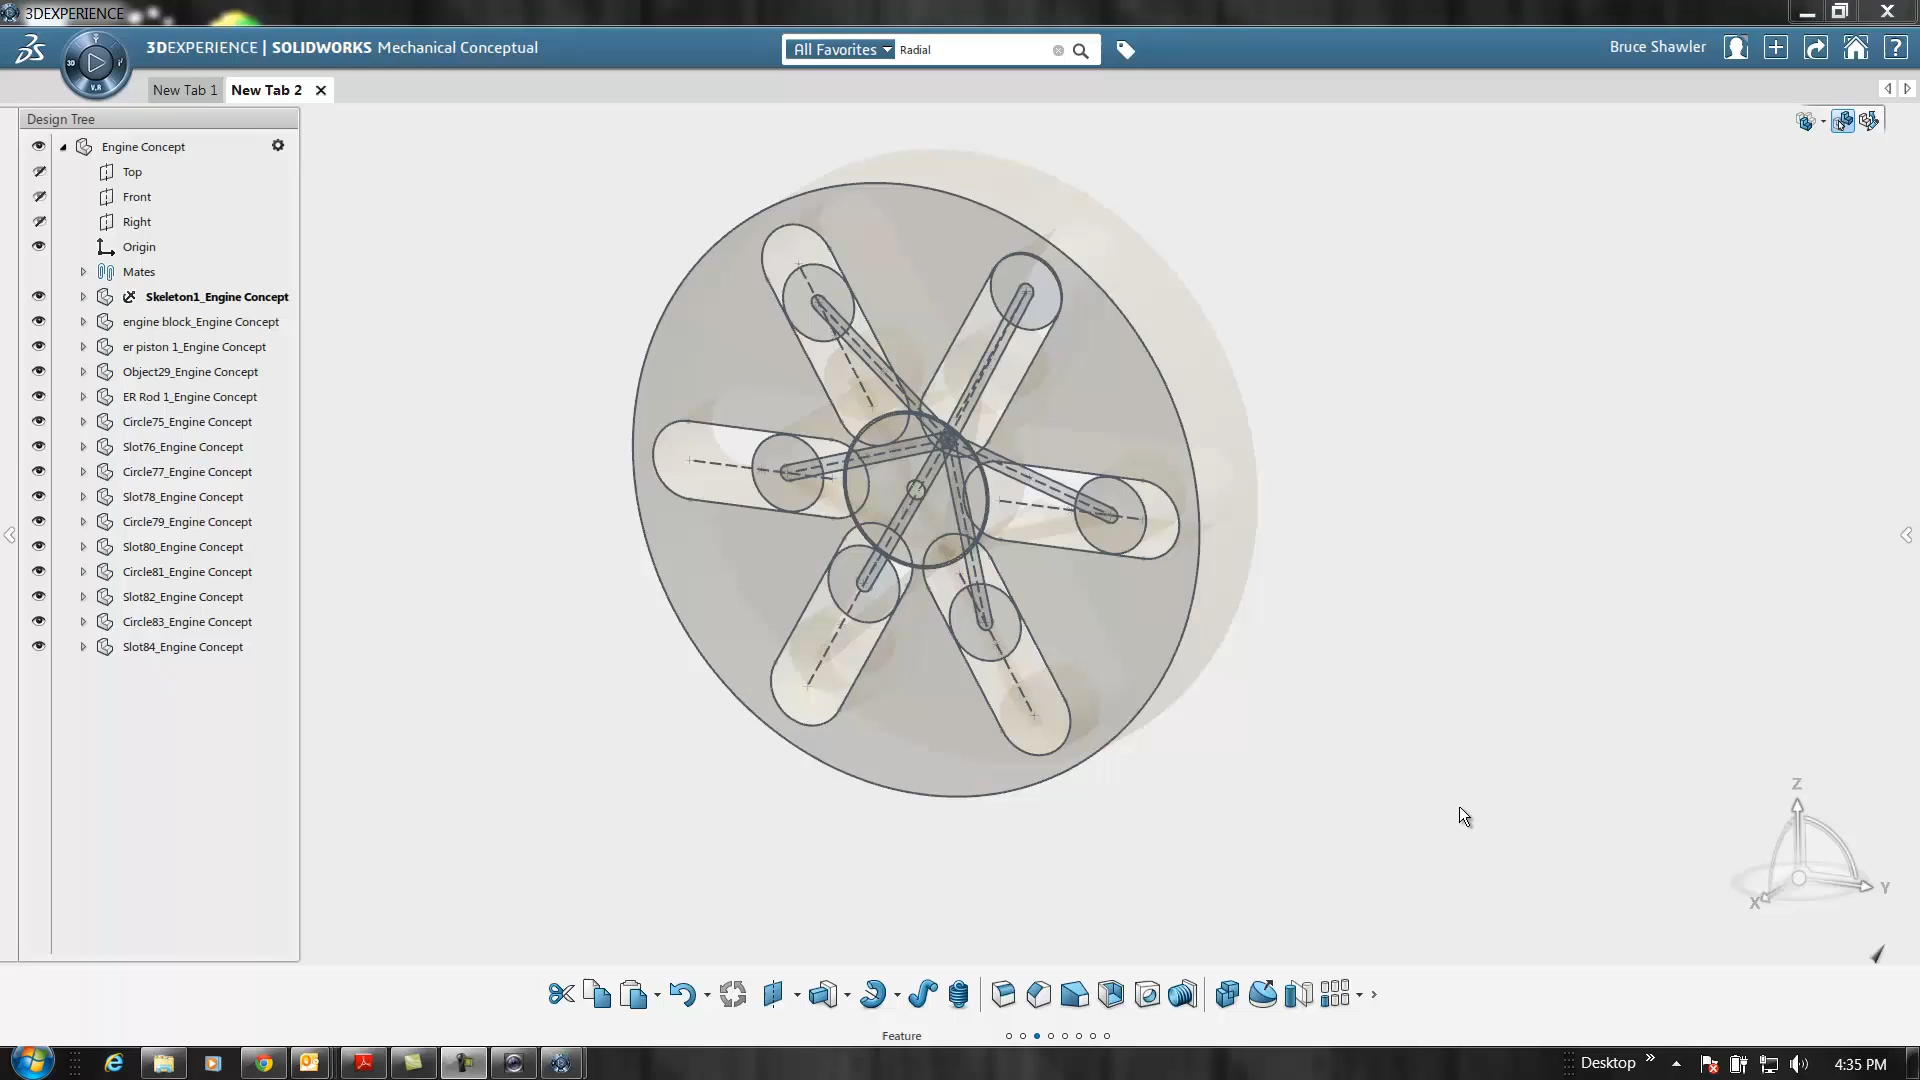 3DEXPERIENCE
3DEXPERIENCE | SOLIDWORKS Mechanical Conceptual
All Favorites
Radial
Bruce Shawler
3D
V.R
New Tab 1
New Tab 2
Design Tree
Engine Concept
Top
Front
Right
Origin
Mates
Skeleton1_Engine Concept
engine block_Engine Concept
er piston 1_Engine Concept
Object29_Engine Concept
ER Rod 1_Engine Concept
Circle75_Engine Concept
Slot76_Engine Concept
Circle77_Engine Concept
Slot78_Engine Concept
Circle79_Engine Concept
Slot80_Engine Concept
Circle81_Engine Concept
Slot82_Engine Concept
Circle83_Engine Concept
Slot84_Engine Concept
Z
Y
X
Feature
Desktop
4:35 PM